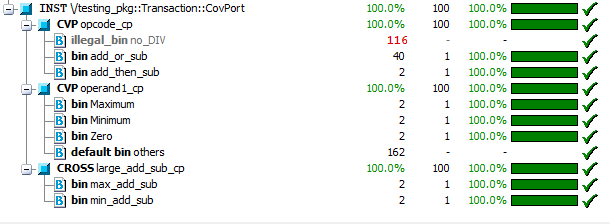 INST \/testing_pkg::Transaction::CovPort 100.0% 100 100.0%
CVP opcode_cp 100.0% 100 100.0%
B illegal_bin no_DIV 116 - -
B bin add_or_sub 40 1 100.0%
B bin add_then_sub 2 1 100.0%
CVP operand1_cp 100.0% 100 100.0%
B bin Maximum 2 1 100.0%
B bin Minimum 2 1 100.0%
B bin Zero 2 1 100.0%
B default bin others 162 - -
CROSS large_add_sub_cp 100.0% 100 100.0%
B bin max_add_sub 2 1 100.0%
B bin min_add_sub 2 1 100.0%